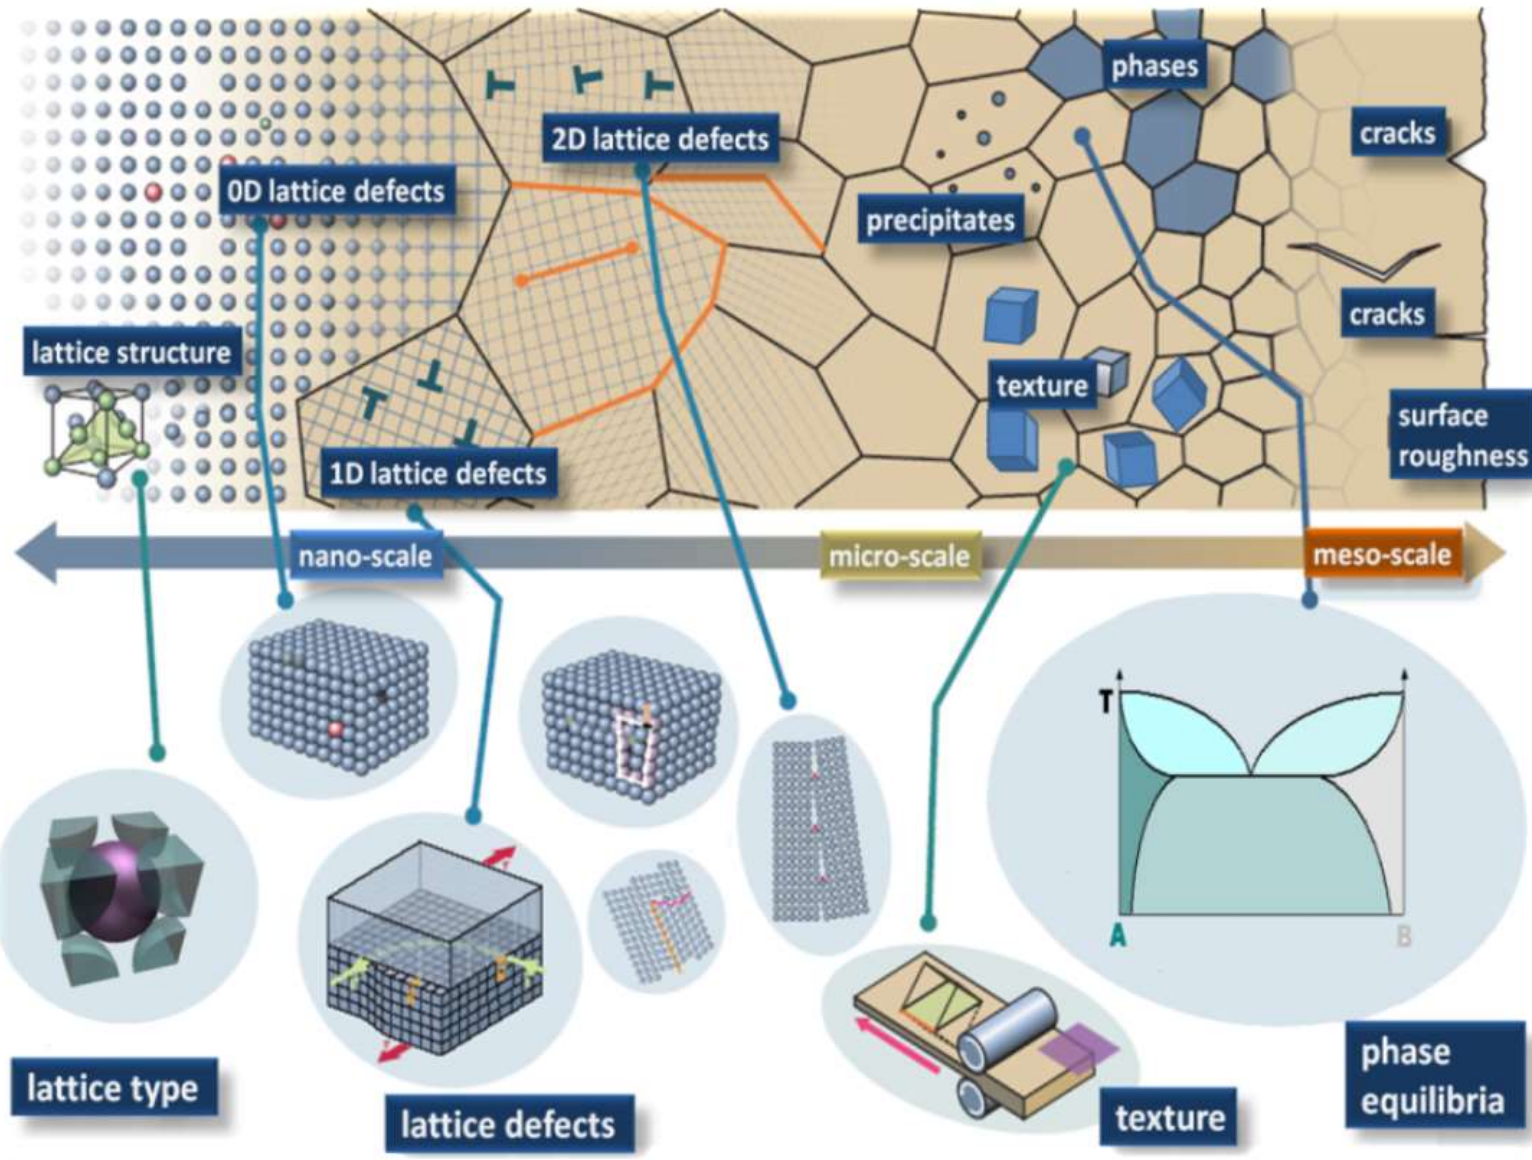 phases
cracks
2D lattice defects
0D lattice defects
precipitates
cracks
lattice structure
texture
surface
roughness
1D lattice defects
nano-scale
micro-scale
meso-scale
T
A
B
lattice type
lattice defects
texture
phase
equilibria